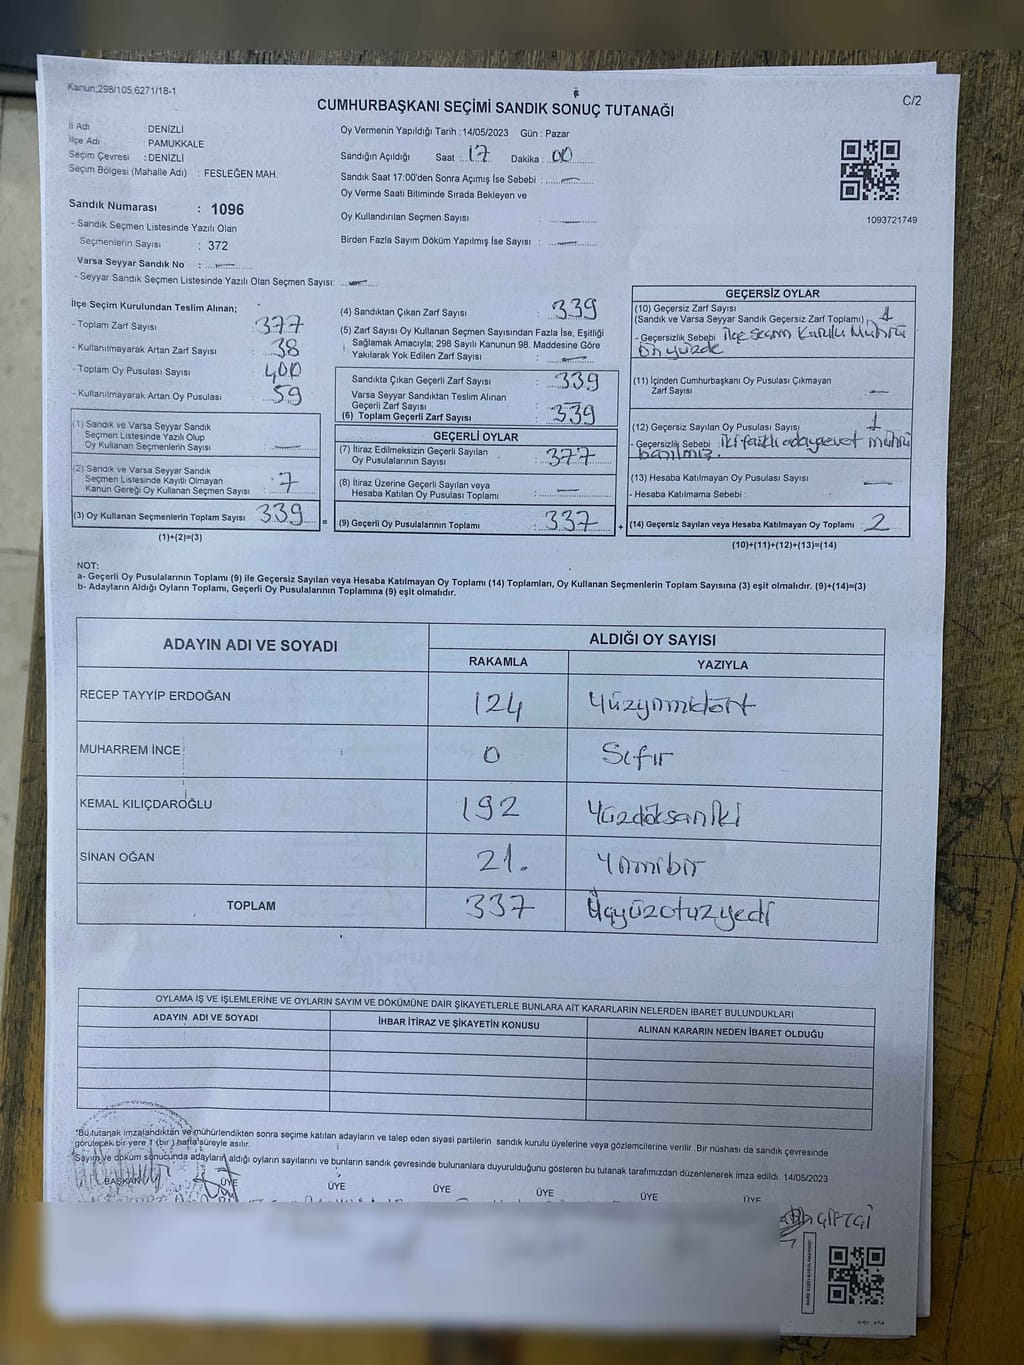 Kanun;298/105,6271/18-1
CUMHURBAŞKANI SEÇİMİ SANDIK SONUÇ TUTANAĞI
C/2
İl Adı : DENİZLİ
İlçe Adı : PAMUKKALE
Seçim Çevresi : DENİZLİ
Seçim Bölgesi (Mahalle Adı) : FESLEĞEN MAH.
Sandık Numarası : 1096
- Sandık Seçmen Listesinde Yazılı Olan
Seçmenlerin Sayısı : 372
Varsa Seyyar Sandık No :
- Seyyar Sandık Seçmen Listesinde Yazılı Olan Seçmen Sayısı:
Oy Vermenin Yapıldığı Tarih : 14/05/2023 Gün : Pazar
Sandığın Açıldığı Saat : 17 Dakika : 00
Sandık Saat 17:00'den Sonra Açımış İse Sebebi :
Oy Verme Saati Bitiminde Sırada Bekleyen ve
Oy Kullandırılan Seçmen Sayısı :
Birden Fazla Sayım Döküm Yapılmış İse Sayısı :
1093721749
İlçe Seçim Kurulundan Teslim Alınan;
- Toplam Zarf Sayısı : 377
- Kullanılmayarak Artan Zarf Sayısı : 38
- Toplam Oy Pusulası Sayısı : 400
- Kullanılmayarak Artan Oy Pusulası : 59
(1) Sandık ve Varsa Seyyar Sandık
Seçmen Listesinde Yazılı Olup
Oy Kullanan Seçmenlerin Sayısı :
(2) Sandık ve Varsa Seyyar Sandık
Seçmen Listesinde Kayıtlı Olmayan
Kanun Gereği Oy Kullanan Seçmen Sayısı : 7
(3) Oy Kullanan Seçmenlerin Toplam Sayısı : 339
(1)+(2)=(3)
(4) Sandıktan Çıkan Zarf Sayısı : 339
(5) Zarf Sayısı Oy Kullanan Seçmen Sayısından Fazla İse, Eşitliği
Sağlamak Amacıyla; 298 Sayılı Kanunun 98. Maddesine Göre
Yakılarak Yok Edilen Zarf Sayısı :
Sandıkta Çıkan Geçerli Zarf Sayısı : 339
Varsa Seyyar Sandıktan Teslim Alınan
Geçerli Zarf Sayısı :
(6) Toplam Geçerli Zarf Sayısı : 339
GEÇERLİ OYLAR
(7) İtiraz Edilmeksizin Geçerli Sayılan
Oy Pusulalarının Sayısı : 377
(8) İtiraz Üzerine Geçerli Sayılan veya
Hesaba Katılan Oy Pusulası Toplamı :
(9) Geçerli Oy Pusulalarının Toplamı : 337
GEÇERSİZ OYLAR
(10) Geçersiz Zarf Sayısı
(Sandık ve Varsa Seyyar Sandık Geçersiz Zarf Toplamı) : 1
- Geçersizlik Sebebi : ilçe seçim Kurulu Mührü
ön yüzde
(11) İçinden Cumhurbaşkanı Oy Pusulası Çıkmayan
Zarf Sayısı :
(12) Geçersiz Sayılan Oy Pusulası Sayısı : 1
- Geçersizlik Sebebi : iki farklı adaya evet mührü
basılmış.
(13) Hesaba Katılmayan Oy Pusulası Sayısı :
- Hesaba Katılmama Sebebi :
(14) Geçersiz Sayılan veya Hesaba Katılmayan Oy Toplamı : 2
(10)+(11)+(12)+(13)=(14)
NOT:
a- Geçerli Oy Pusulalarının Toplamı (9) ile Geçersiz Sayılan veya Hesaba Katılmayan Oy Toplamı (14) Toplamları, Oy Kullanan Seçmenlerin Toplam Sayısına (3) eşit olmalıdır. (9)+(14)=(3)
b- Adayların Aldığı Oyların Toplamı, Geçerli Oy Pusulalarının Toplamına (9) eşit olmalıdır.
ADAYIN ADI VE SOYADI
ALDIĞI OY SAYISI
RAKAMLA YAZIYLA
RECEP TAYYİP ERDOĞAN 124 Yüzyirmidört
MUHARREM İNCE 0 Sıfır
KEMAL KILIÇDAROĞLU 192 Yüzdoksaniki
SİNAN OĞAN 21. Yirmibir
TOPLAM 337 Üçyüzotuzyedi
OYLAMA İŞ VE İŞLEMLERİNE VE OYLARIN SAYIM VE DÖKÜMÜNE DAİR ŞİKAYETLERLE BUNLARA AİT KARARLARIN NELERDEN İBARET BULUNDUKLARI
ADAYIN ADI VE SOYADI İHBAR İTİRAZ VE ŞİKAYETİN KONUSU ALINAN KARARIN NEDEN İBARET OLDUĞU
*Bu tutanak imzalandıktan ve mühürlendikten sonra seçime katılan adayların ve talep eden siyasi partilerin sandık kurulu üyelerine veya gözlemcilerine verilir. Bir nüshası da sandık çevresinde
görülecek bir yere 1 (bir) hafta süreyle asılır.
*Sayım ve döküm sonucunda adayların aldığı oyların sayılarını ve bunların sandık çevresinde bulunanlara duyurulduğunu gösteren bu tutanak tarafımızdan düzenlenerek imza edildi. 14/05/2023
BAŞKAN ÜYE ÜYE ÜYE ÜYE ÜYE ÜYE
ÇİFTÇİ